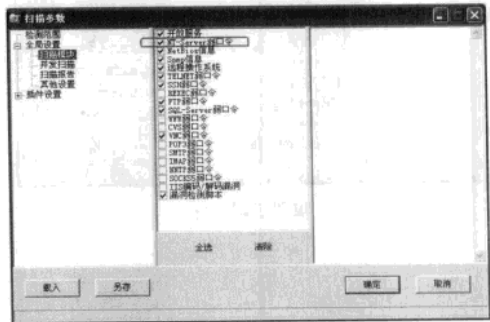 扫描参数
检测范围
全局设置
扫描模块
并发扫描
扫描报告
其他设置
插件设置
开放服务
NT-Server弱口令
NetBios信息
Snmp信息
远程操作系统
TELNET弱口令
SSH弱口令
REXEC弱口令
FTP弱口令
SQL-Server弱口令
WWW弱口令
CVS弱口令
VNC弱口令
POP3弱口令
SMTP弱口令
IMAP弱口令
NNTP弱口令
SOCKS5弱口令
IIS编码/解码漏洞
漏洞检测脚本
全选 清除
载入 另存 确定 取消